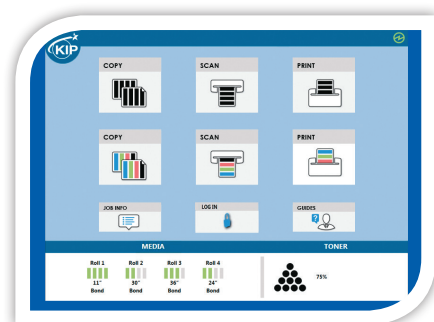 KIP
COPY SCAN PRINT
COPY SCAN PRINT
JOB INFO LOG IN GUIDES
MEDIA TONER
Roll 1 Roll 2 Roll 3 Roll 4
75%
11" 30" 36" 24"
Bond Bond Bond Bond